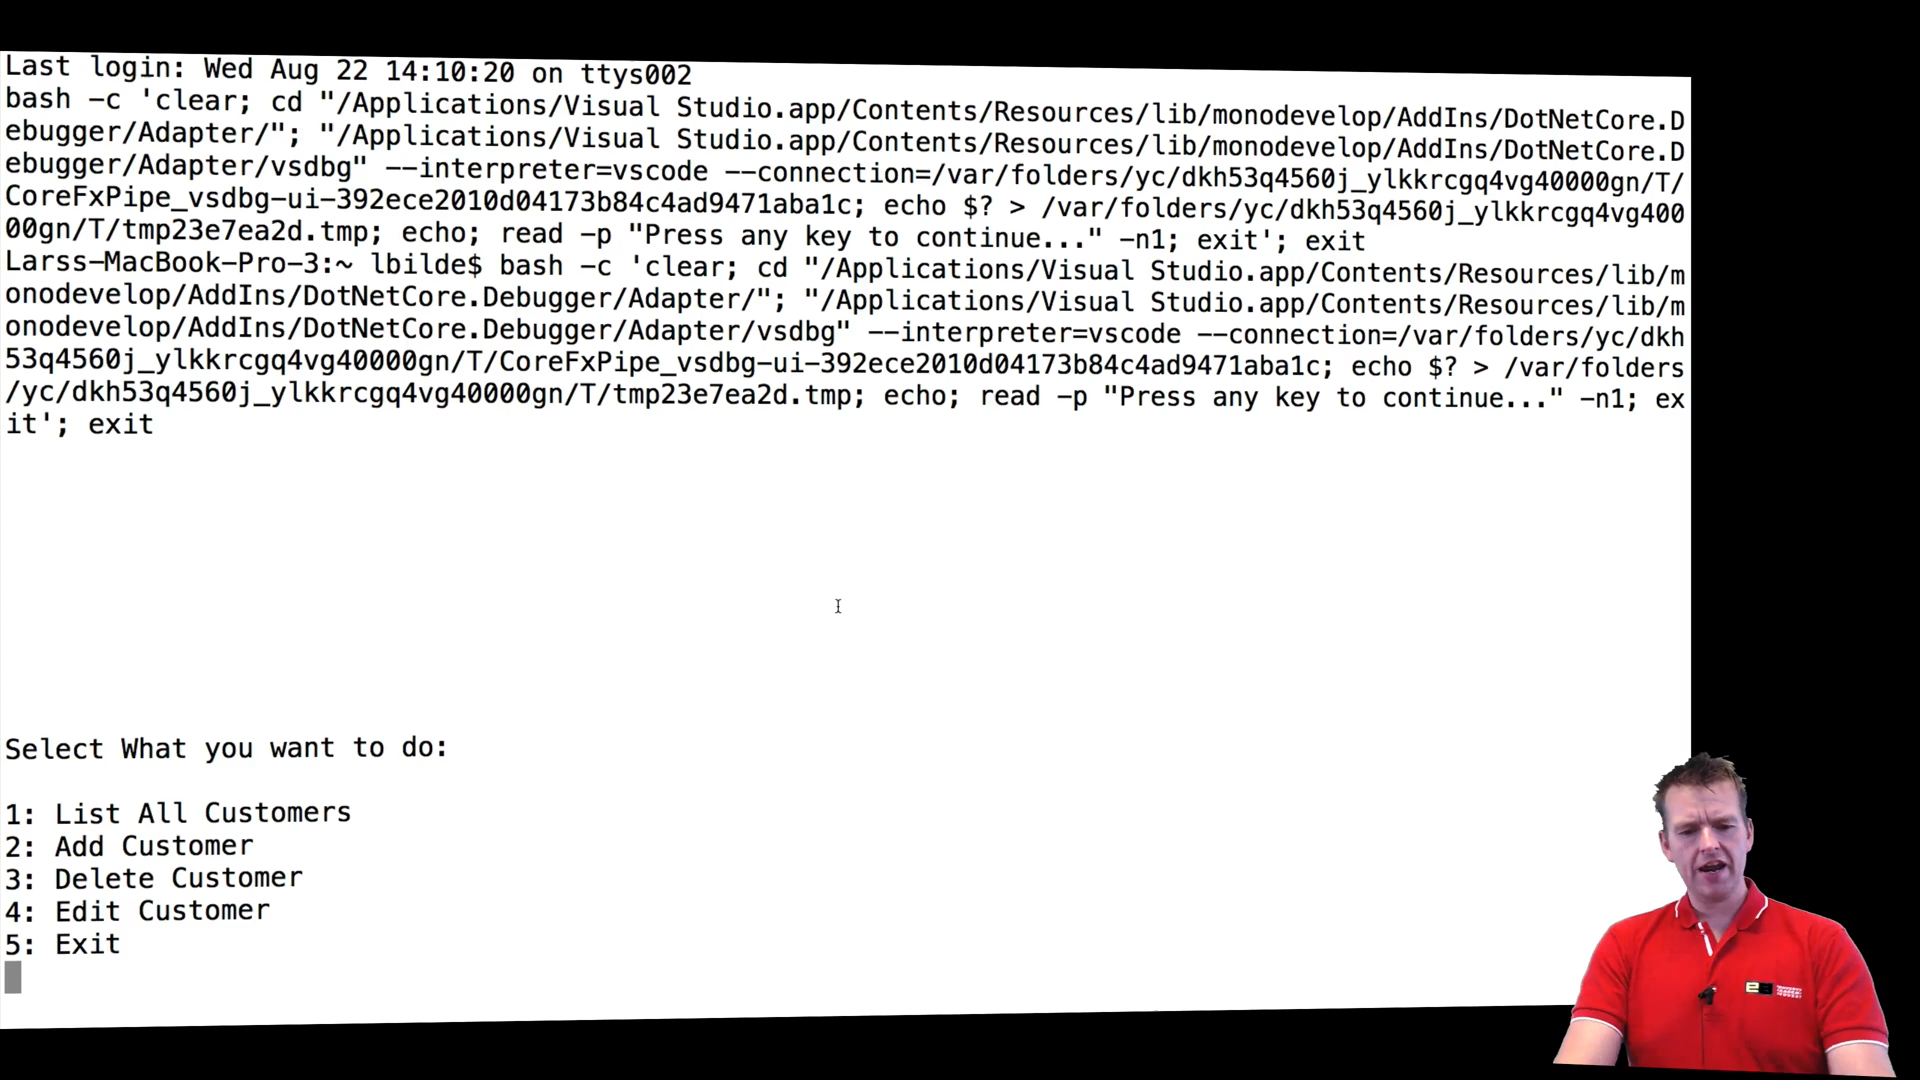 Last login: Wed Aug 22 14:10:20 on ttys002
bash -c 'clear; cd "/Applications/Visual Studio.app/Contents/Resources/lib/monodevelop/AddIns/DotNetCore.D
ebugger/Adapter/"; "/Applications/Visual Studio.app/Contents/Resources/lib/monodevelop/AddIns/DotNetCore.D
ebugger/Adapter/vsdbg" --interpreter=vscode --connection=/var/folders/yc/dkh53q4560j_ylkkrcgq4vg40000gn/T/
CoreFxPipe_vsdbg-ui-392ece2010d04173b84c4ad9471aba1c; echo $? > /var/folders/yc/dkh53q4560j_ylkkrcgq4vg400
00gn/T/tmp23e7ea2d.tmp; echo; read -p "Press any key to continue..." -n1; exit'; exit
Larss-MacBook-Pro-3:~ lbilde$ bash -c 'clear; cd "/Applications/Visual Studio.app/Contents/Resources/lib/m
onodevelop/AddIns/DotNetCore.Debugger/Adapter/"; "/Applications/Visual Studio.app/Contents/Resources/lib/m
onodevelop/AddIns/DotNetCore.Debugger/Adapter/vsdbg" --interpreter=vscode --connection=/var/folders/yc/dkh
53q4560j_ylkkrcgq4vg40000gn/T/CoreFxPipe_vsdbg-ui-392ece2010d04173b84c4ad9471aba1c; echo $? > /var/folders
/yc/dkh53q4560j_ylkkrcgq4vg40000gn/T/tmp23e7ea2d.tmp; echo; read -p "Press any key to continue..." -n1; ex
it'; exit
Select What you want to do:
1: List All Customers
2: Add Customer
3: Delete Customer
4: Edit Customer
5: Exit